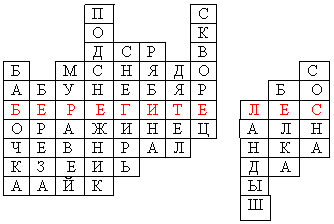 П С
О К
Д С Р В
Б М С Н Я Д О С
А Б У Н Е Б Я Р Б О
Б Е Р Е Г И Т Е Л Е С
О Р А Ж И Н Е Ц А Л Н
Ч Е В Н Р А Л Н К А
К З Е И Ь Д А
А А Й К Ы
Ш